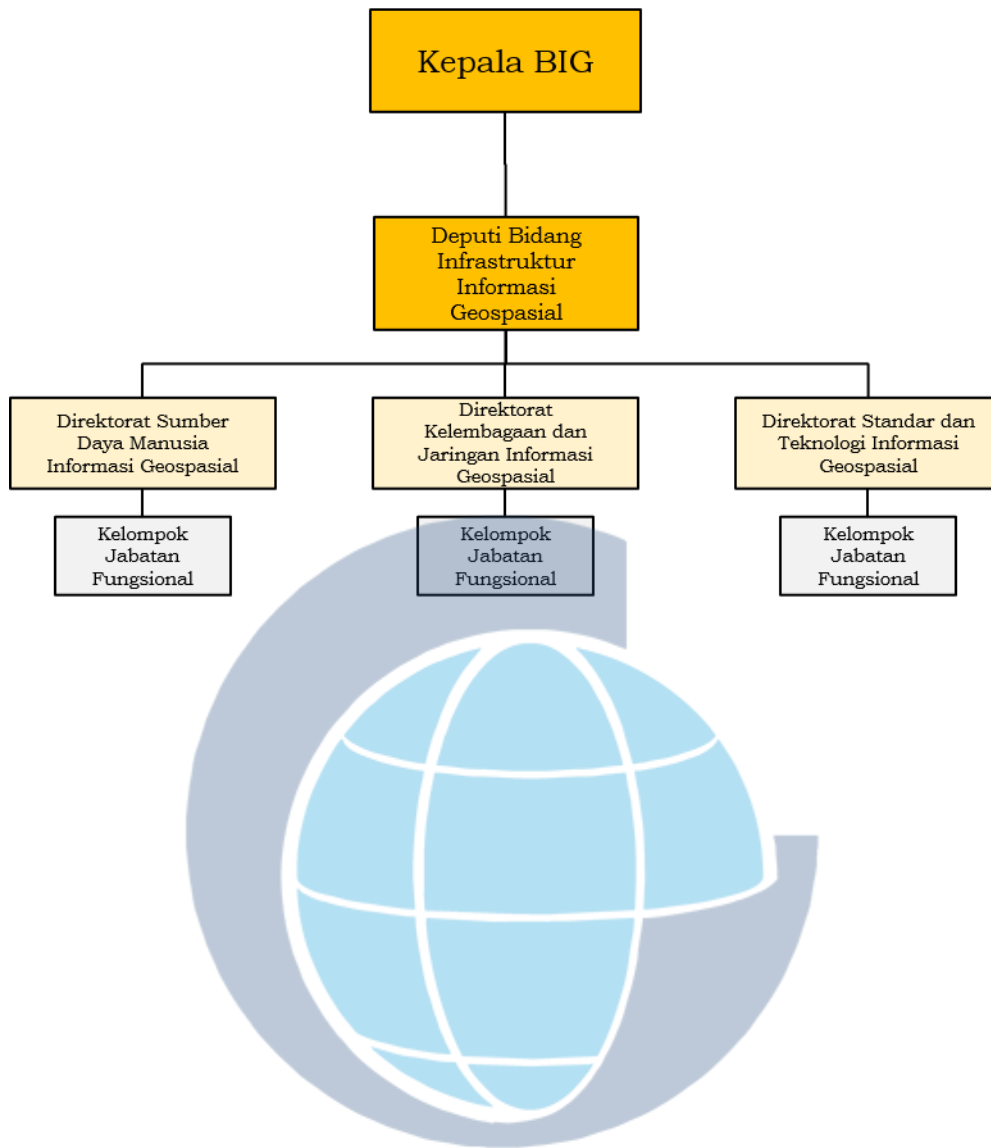 Kepala BIG
Deputi Bidang
Infrastruktur
Informasi
Geospasial
Direktorat Sumber
Daya Manusia
Informasi Geospasial
Direktorat
Kelembagaan dan
Jaringan Informasi
Geospasial
Direktorat Standar dan
Teknologi Informasi
Geospasial
Kelompok
Jabatan
Fungsional
Kelompok
Jabatan
Fungsional
Kelompok
Jabatan
Fungsional